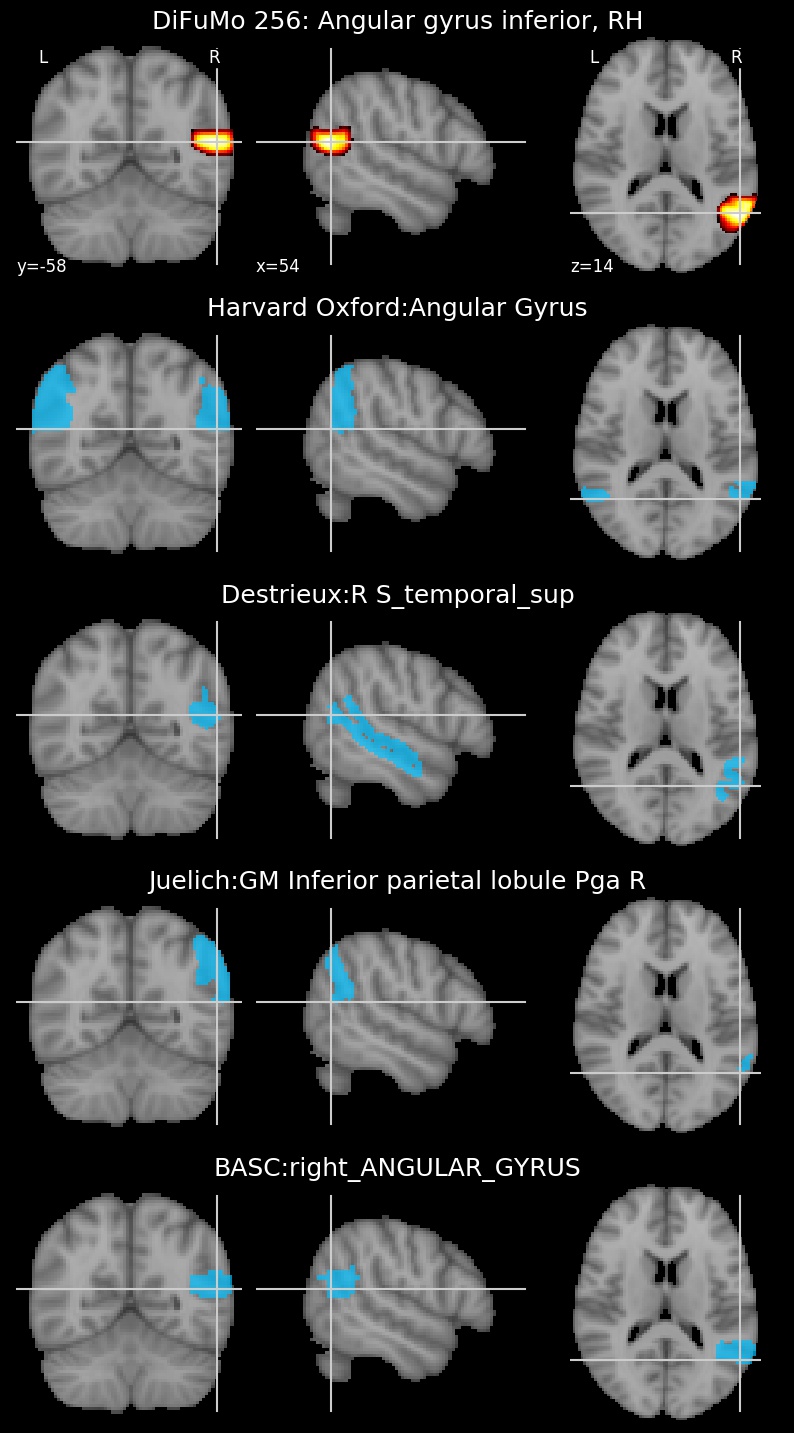 DiFuMo 256: Angular gyrus inferior, RH
L R L R
y=-58 x=54 z=14
Harvard Oxford:Angular Gyrus
Destrieux:R S_temporal_sup
Juelich:GM Inferior parietal lobule Pga R
BASC:right_ANGULAR_GYRUS